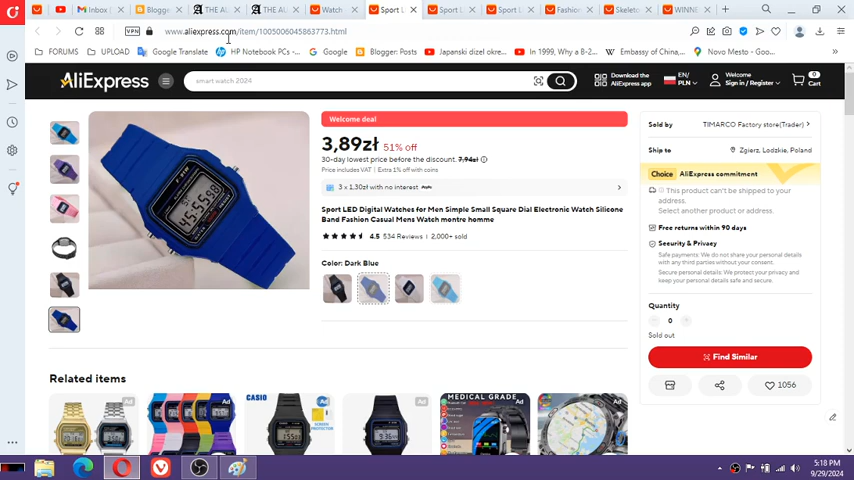 Inbox (
Blogge
THE AU
THE AU
Watch
Sport L
Sport L
Sport L
Fashion
Skeleto
WINNE
VPN
www.aliexpress.com/item/1005006045863773.html
FORUMS
UPLOAD
Google Translate
HP Notebook PCs -...
Google
Blogger: Posts
Japanski dizel okre...
In 1999, Why a B-2...
Embassy of China,...
Novo Mesto - Goo...
AliExpress
smart watch 2024
Download the
AliExpress app
EN/
PLN
Welcome
Sign in / Register
0
Cart
Welcome deal
3,89zł 51% off
30-day lowest price before the discount. 7,94zł
Price includes VAT | Extra 1% off with coins
3 x 1,30zł with no interest
Sport LED Digital Watches for Men Simple Small Square Dial Electronic Watch Silicone
Band Fashion Casual Mens Watch montre homme
4.5 534 Reviews | 2,000+ sold
Color: Dark Blue
Sold by TIMARCO Factory store(Trader)
Ship to Zgierz, Lodzkie, Poland
Choice AliExpress commitment
This product can't be shipped to your
address.
Select another product or address.
Free returns within 90 days
Security & Privacy
Safe payments: We do not share your personal
details with any third parties without your consent.
Secure personal details: We protect your privacy and
keep your personal details safe and secure.
Quantity
0
Sold out
Find Similar
1056
Related items
Ad
Ad
CASIO
Ad
Ad
MEDICAL GRADE
Ad
Ad
5:18 PM
9/29/2024